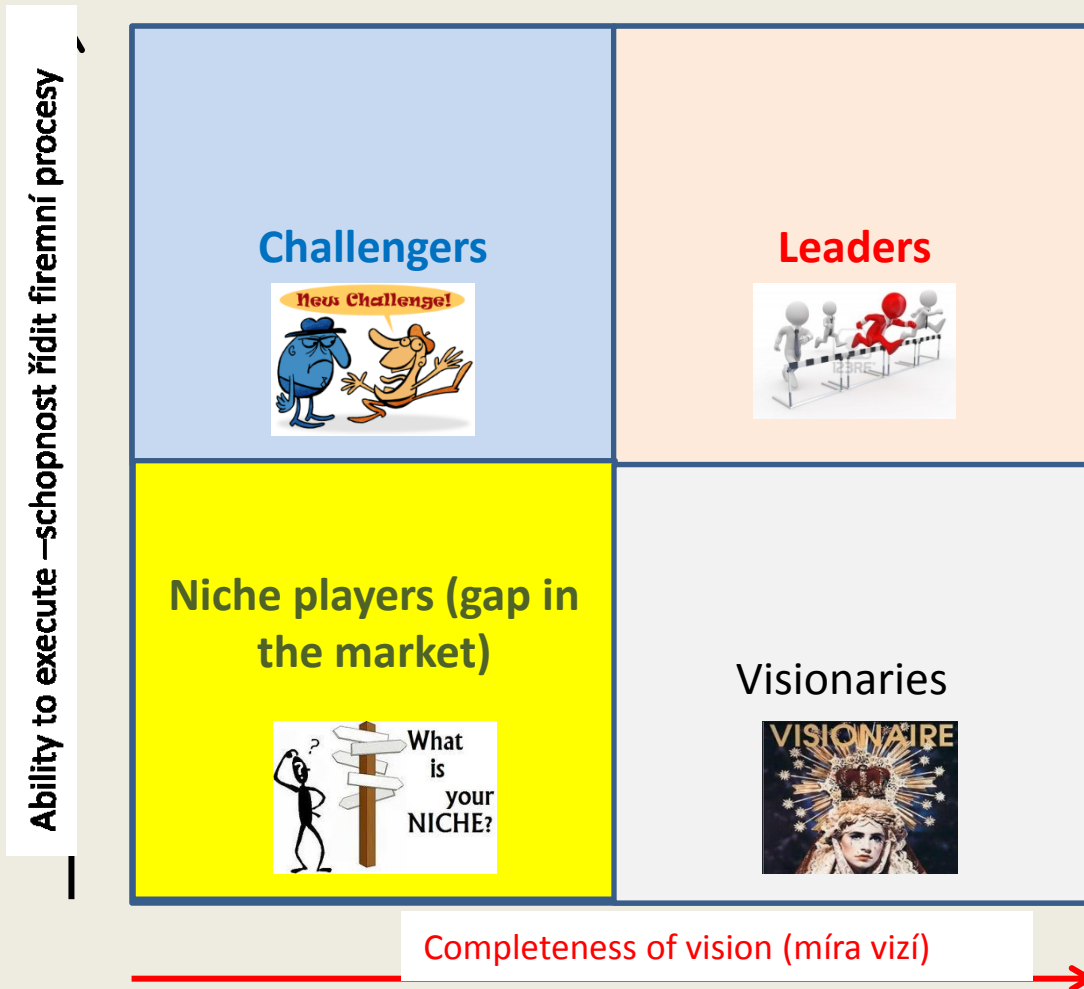 Ability to execute –schopnost řídit firemní procesy
Challengers
New Challenge!
Leaders
123RF
Niche players (gap in
the market)
?
What
is
your
NICHE?
Visionaries
VISIONAIRE
Completeness of vision (míra vizí)